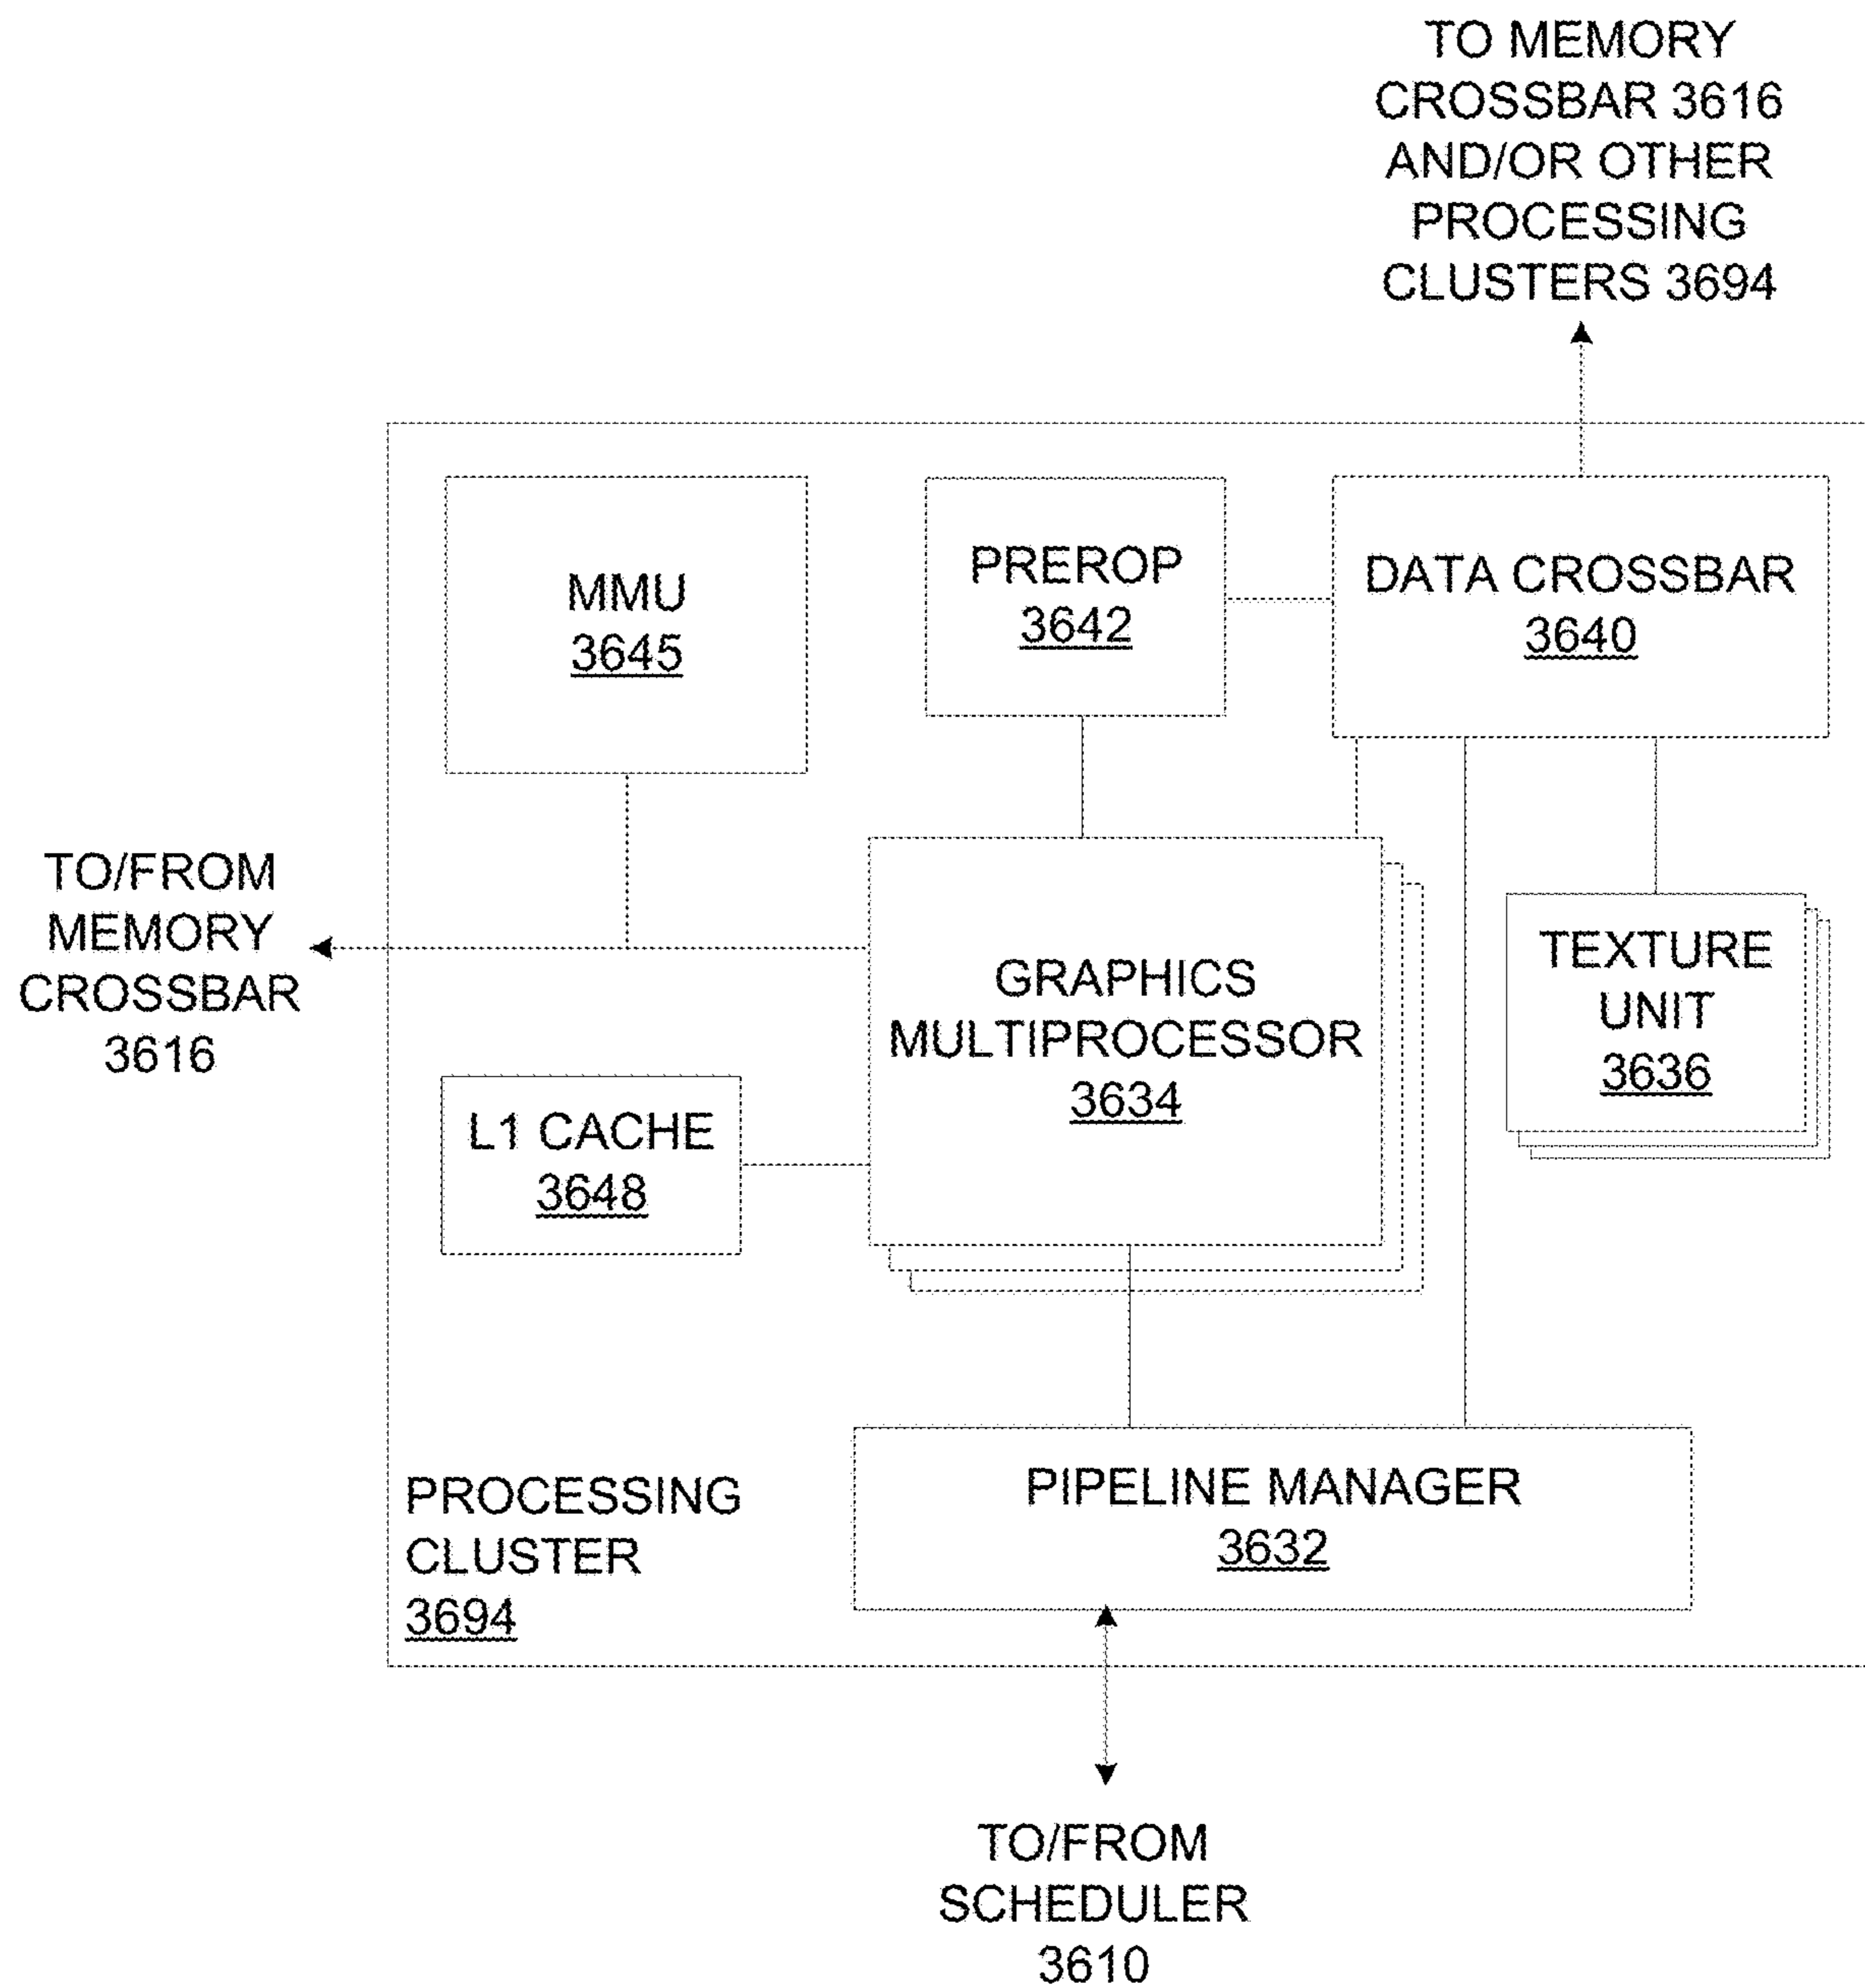 TO MEMORY
CROSSBAR 3616
AND/OR OTHER
PROCESSING
CLUSTERS 3694
MMU
3645
PREROP
3642
DATA CROSSBAR
3640
TO/FROM
MEMORY
CROSSBAR
3616
GRAPHICS
MULTIPROCESSOR
3634
TEXTURE
UNIT
3636
L1 CACHE
3648
PROCESSING
CLUSTER
3694
PIPELINE MANAGER
3632
TO/FROM
SCHEDULER
3610